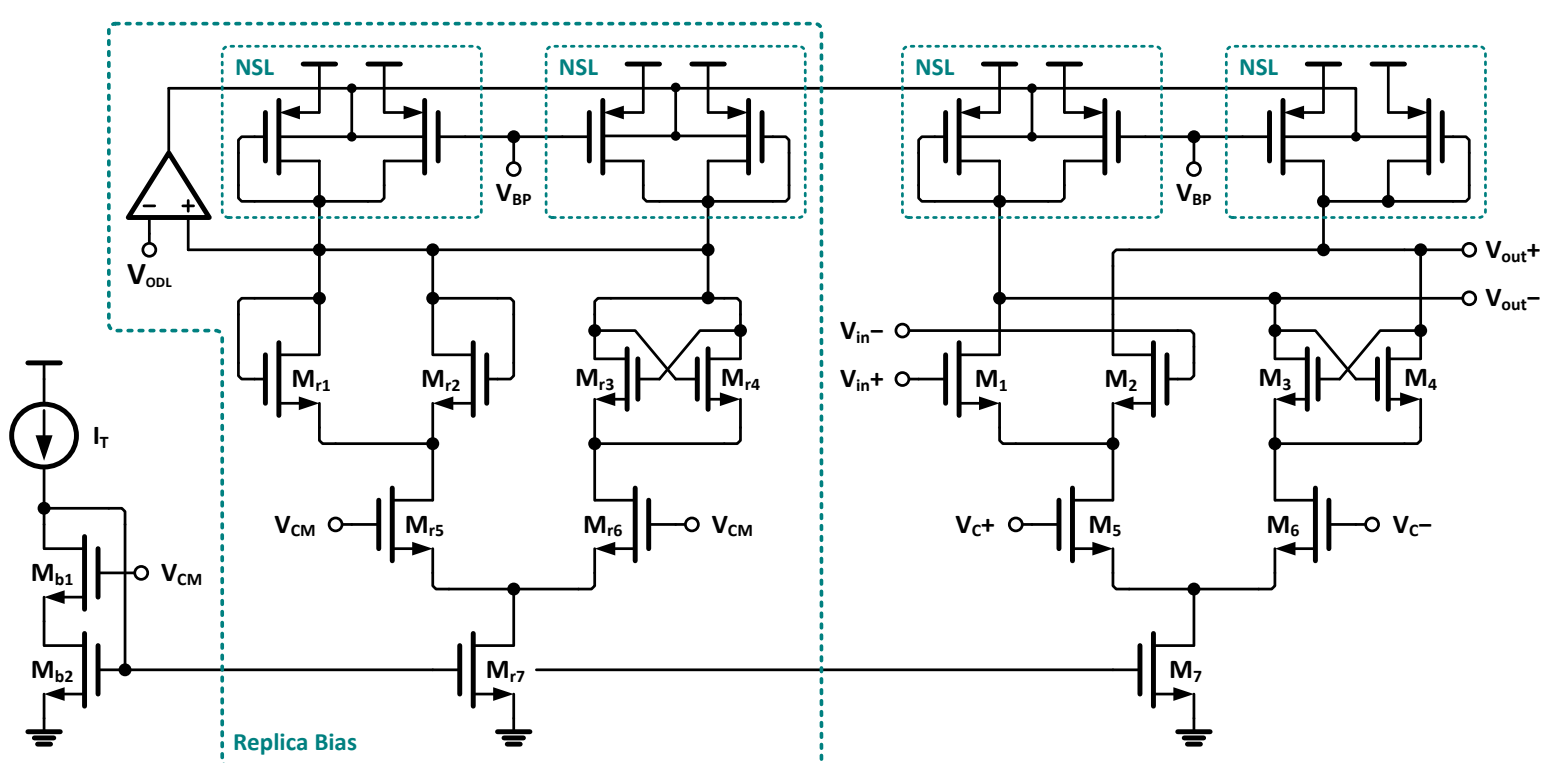 NSL
NSL
NSL
NSL
V_BP
V_BP
− +
V_ODL
V_out+
V_out−
V_in−
V_in+
M_r1
M_r2
M_r3
M_r4
M_1
M_2
M_3
M_4
I_T
V_CM
M_r5
M_r6
V_CM
V_C+
M_5
M_6
V_C−
M_b1
V_CM
M_b2
M_r7
M_7
Replica Bias